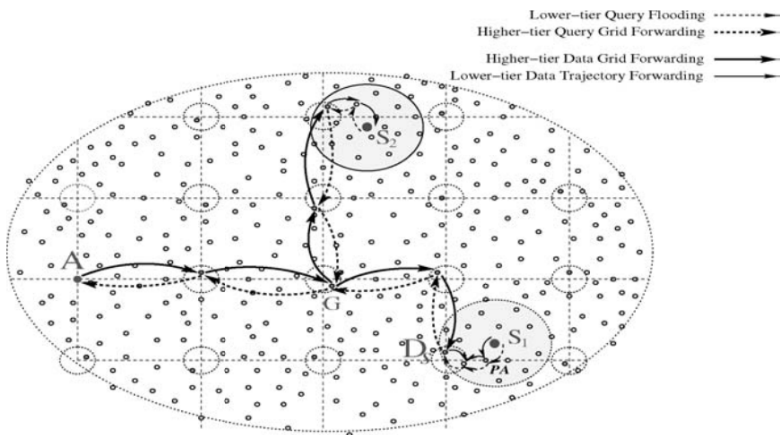 Lower-tier Query Flooding
Higher-tier Query Grid Forwarding
Higher-tier Data Grid Forwarding
Lower-tier Data Trajectory Forwarding
S2
A
G
S1
Ds
PA